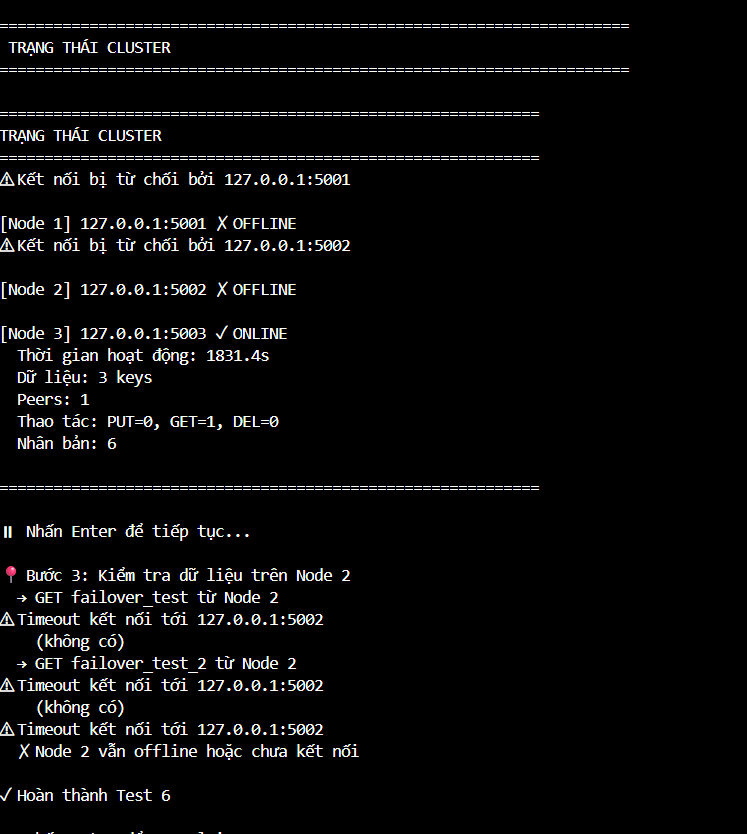 ======================================================================
TRẠNG THÁI CLUSTER
======================================================================
============================================================
TRẠNG THÁI CLUSTER
============================================================
⚠Kết nối bị từ chối bởi 127.0.0.1:5001
[Node 1] 127.0.0.1:5001 ✗ OFFLINE
⚠Kết nối bị từ chối bởi 127.0.0.1:5002
[Node 2] 127.0.0.1:5002 ✗ OFFLINE
[Node 3] 127.0.0.1:5003 ✓ ONLINE
Thời gian hoạt động: 1831.4s
Dữ liệu: 3 keys
Peers: 1
Thao tác: PUT=0, GET=1, DEL=0
Nhân bản: 6
============================================================
⏸ Nhấn Enter để tiếp tục...
📍 Bước 3: Kiểm tra dữ liệu trên Node 2
→ GET failover_test từ Node 2
⚠Timeout kết nối tới 127.0.0.1:5002
(không có)
→ GET failover_test_2 từ Node 2
⚠Timeout kết nối tới 127.0.0.1:5002
(không có)
⚠Timeout kết nối tới 127.0.0.1:5002
✗ Node 2 vẫn offline hoặc chưa kết nối
✓ Hoàn thành Test 6